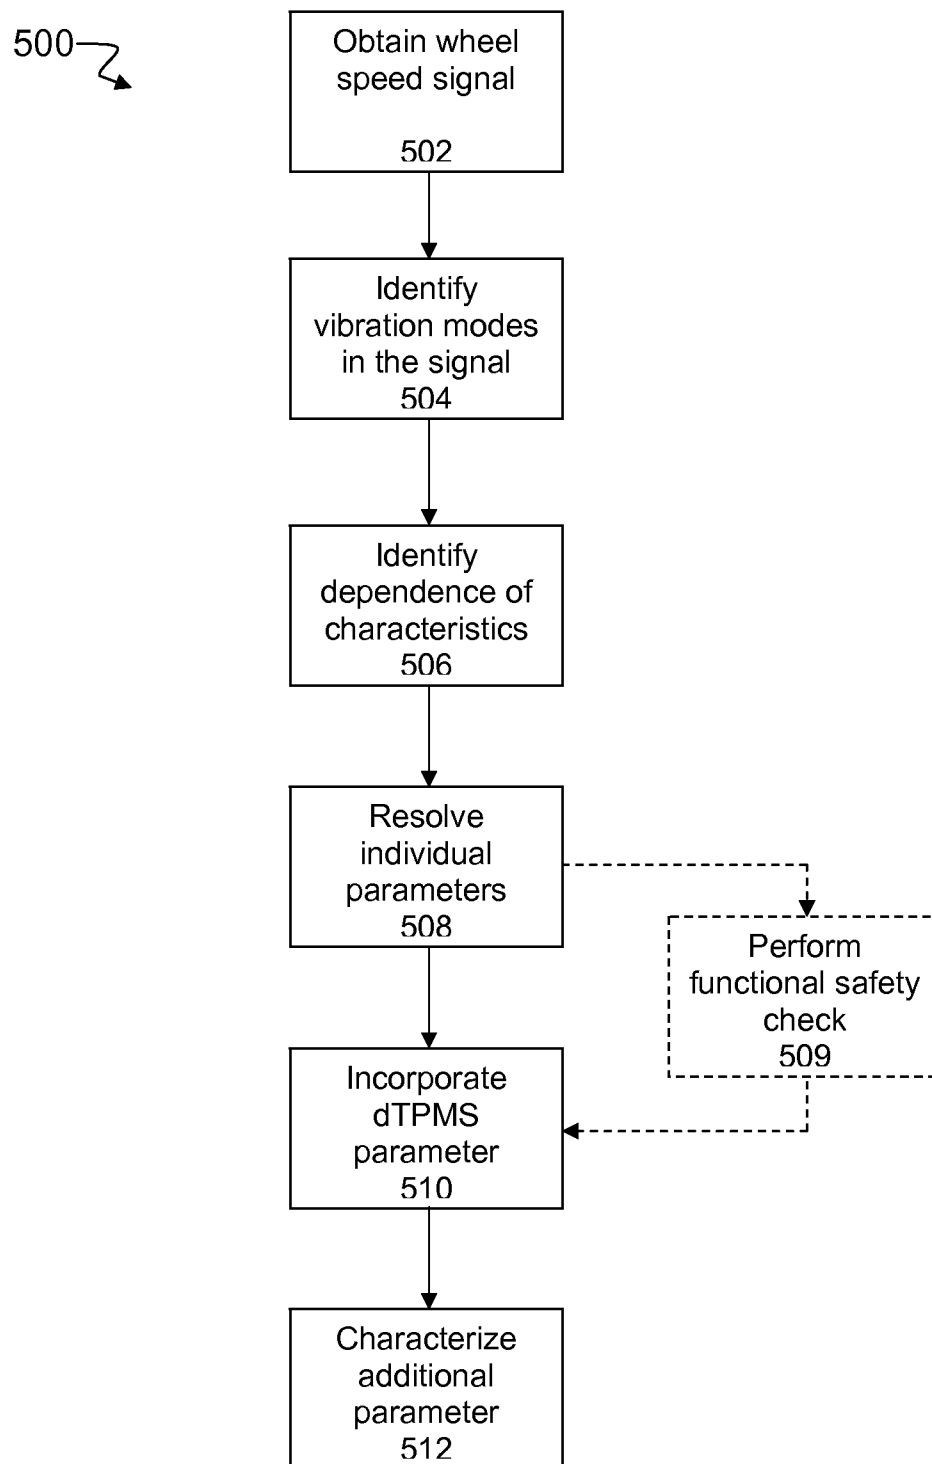 500
Obtain wheel
speed signal
502
Identify
vibration modes
in the signal
504
Identify
dependence of
characteristics
506
Resolve
individual
parameters
508
Perform
functional safety
check
509
Incorporate
dTPMS
parameter
510
Characterize
additional
parameter
512